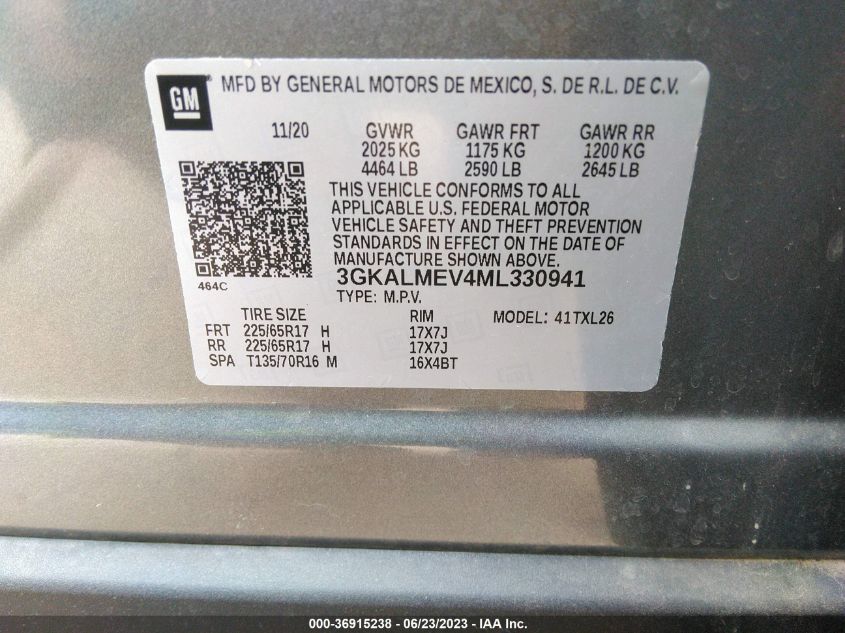 GM
MFD BY GENERAL MOTORS DE MEXICO, S. DE R.L. DE C.V.
11/20 GVWR GAWR FRT GAWR RR
2025 KG 1175 KG 1200 KG
4464 LB 2590 LB 2645 LB
THIS VEHICLE CONFORMS TO ALL
APPLICABLE U.S. FEDERAL MOTOR
VEHICLE SAFETY AND THEFT PREVENTION
STANDARDS IN EFFECT ON THE DATE OF
MANUFACTURE SHOWN ABOVE.
464C 3GKALMEV4ML330941
TYPE: M.P.V.
TIRE SIZE RIM MODEL: 41TXL26
FRT 225/65R17 H 17X7J
RR 225/65R17 H 17X7J
SPA T135/70R16 M 16X4BT
000-36915238 - 06/23/2023 - IAA Inc.